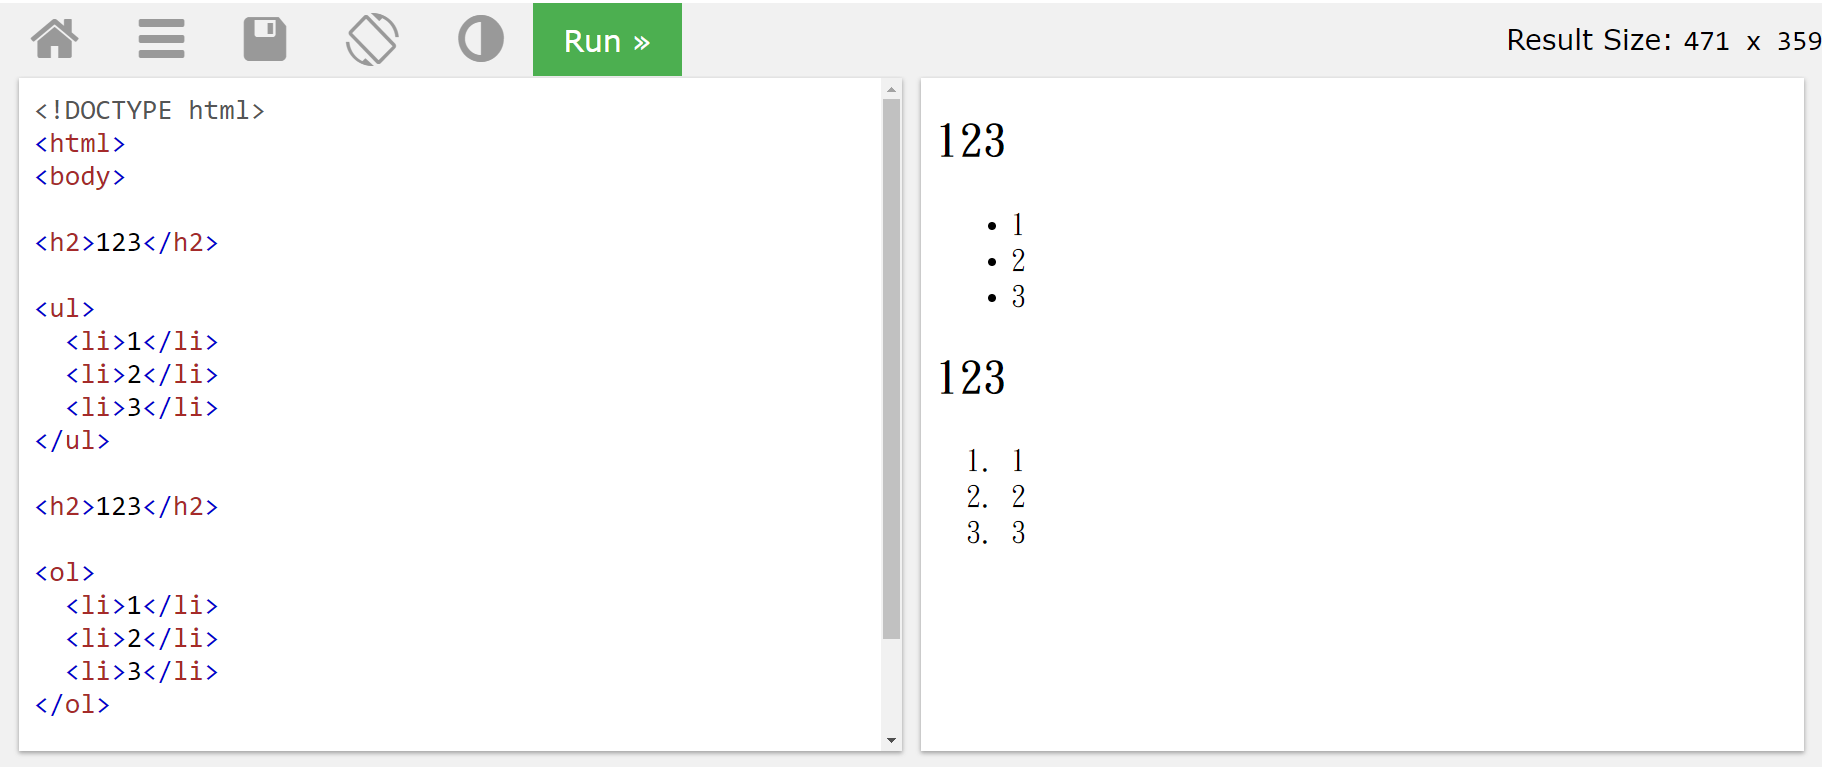 Run »
Result Size: 471 x 359
<!DOCTYPE html>
<html>
<body>
<h2>123</h2>
<ul>
  <li>1</li>
  <li>2</li>
  <li>3</li>
</ul>
<h2>123</h2>
<ol>
  <li>1</li>
  <li>2</li>
  <li>3</li>
</ol>
123
• 1
• 2
• 3
123
1. 1
2. 2
3. 3